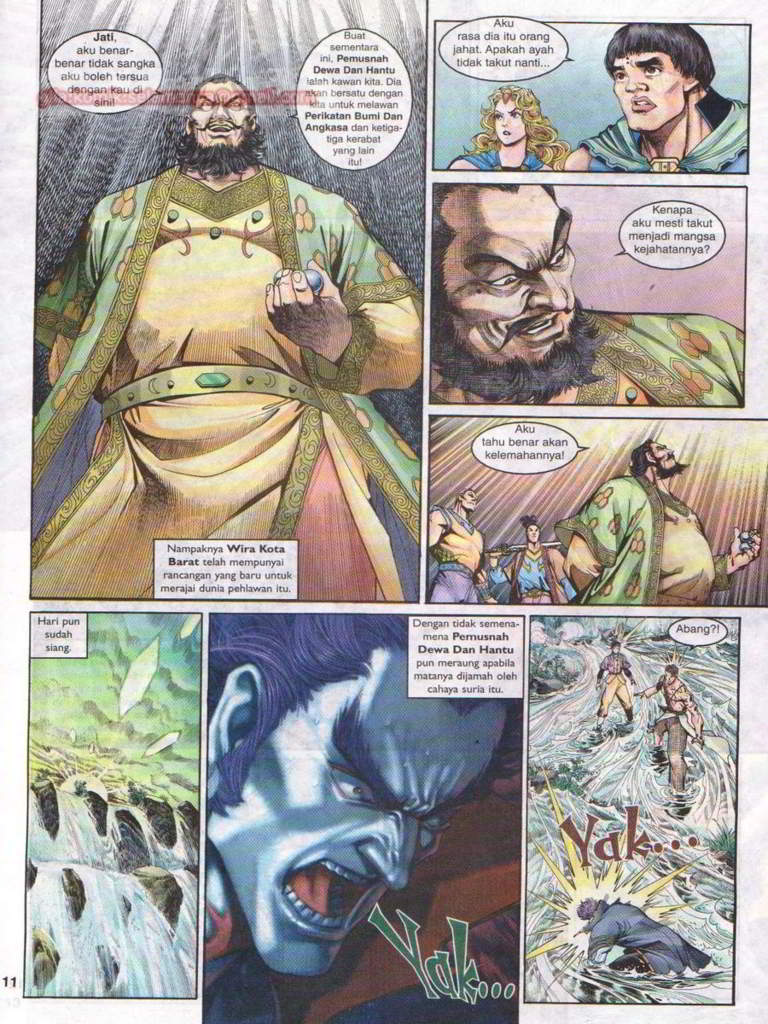 Jati,
aku benar-
benar tidak sangka
aku boleh tersua
dengan kau di
sini!
Buat
sementara
ini, Pemusnah
Dewa Dan Hantu
ialah kawan kita. Dia
akan bersatu dengan
kita untuk melawan
Perikatan Bumi Dan
Angkasa dan ketiga-
tiga kerabat
yang lain
itu!
Nampaknya Wira Kota
Barat telah mempunyai
rancangan yang baru untuk
merajai dunia pehlawan itu.
Aku
rasa dia itu orang
jahat. Apakah ayah
tidak takut nanti...
Kenapa
aku mesti takut
menjadi mangsa
kejahatannya?
Aku
tahu benar akan
kelemahannya!
Hari pun
sudah
siang.
Dengan tidak semena-
mena Pemusnah
Dewa Dan Hantu
pun meraung apabila
matanya dijamah oleh
cahaya suria itu.
Yak...
Abang?!
Yak...
11